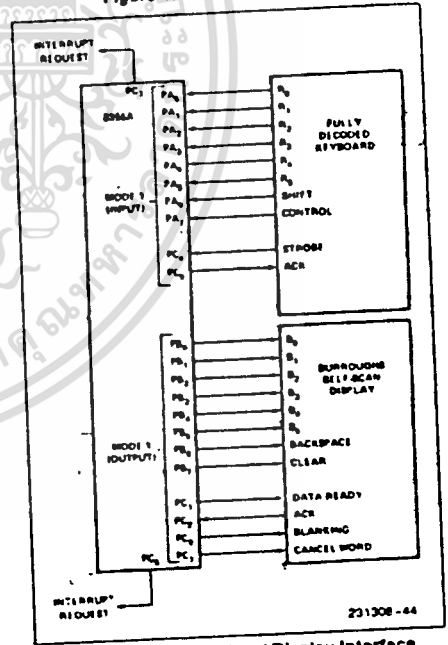 Figure
INTERRUPT
REQUEST
PC3
8255A
MODE 1
(INPUT)
PA0
PA1
PA2
PA3
PA4
PA5
PA6
PA7
PC4
PC5
R0
R1
R2
R3
R4
R5
SHIFT
CONTROL
STROBE
ACK
FULLY
DECODED
KEYBOARD
MODE 1
(OUTPUT)
PB0
PB1
PB2
PB3
PB4
PB5
PB6
PB7
PC1
PC2
PC6
PC7
B0
B1
B2
B3
B4
B5
BACKSPACE
CLEAR
DATA READY
ACK
BLANKING
CANCEL WORD
BURROUGHS
SELF-SCAN
DISPLAY
PC0
INTERRUPT
REQUEST
231308-44
Display Interface